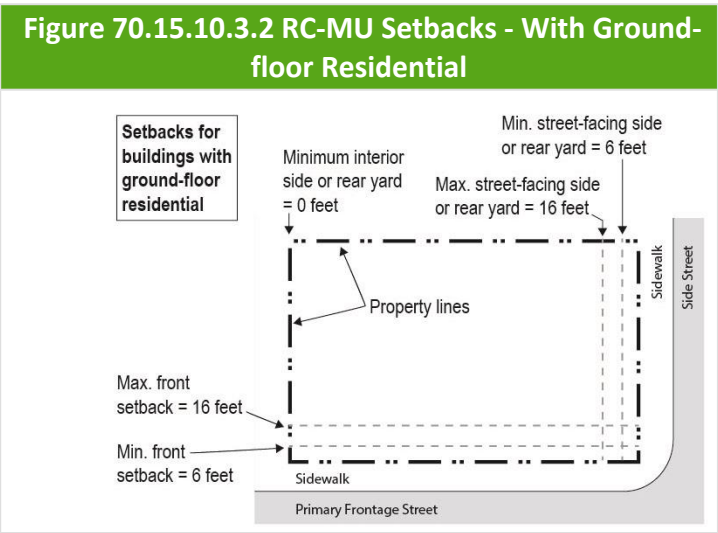 Figure 70.15.10.3.2 RC-MU Setbacks - With Ground-
floor Residential
Setbacks for
buildings with
ground-floor
residential
Minimum interior
side or rear yard
= 0 feet
Min. street-facing side
or rear yard = 6 feet
Max. street-facing side
or rear yard = 16 feet
Sidewalk
Side Street
Property lines
Max. front
setback = 16 feet
Min. front
setback = 6 feet
Sidewalk
Primary Frontage Street